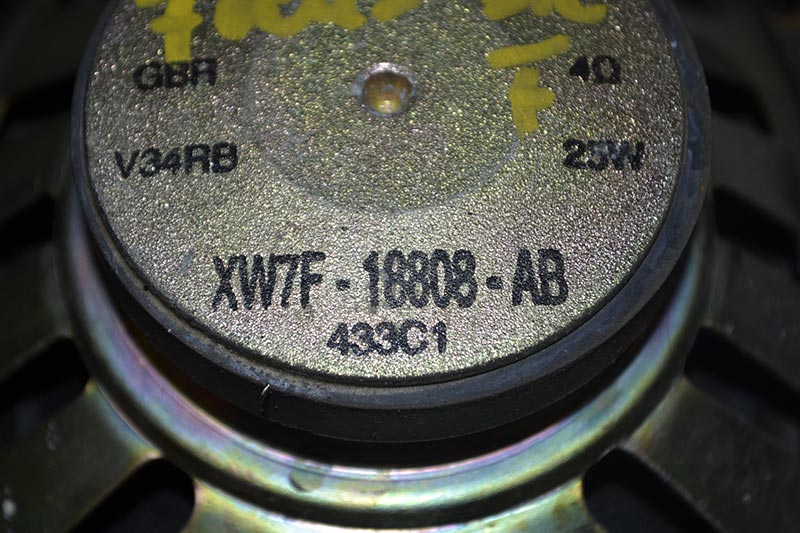 GBR 4Ω
V34RB 25W
XW7F-18808-AB
433C1